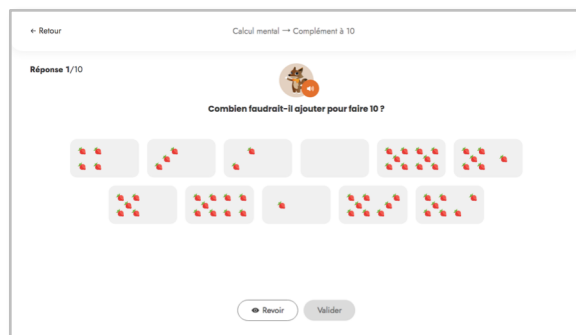 ← Retour
Calcul mental → Complément à 10
Réponse 1/10
Combien faudrait-il ajouter pour faire 10 ?
Revoir
Valider